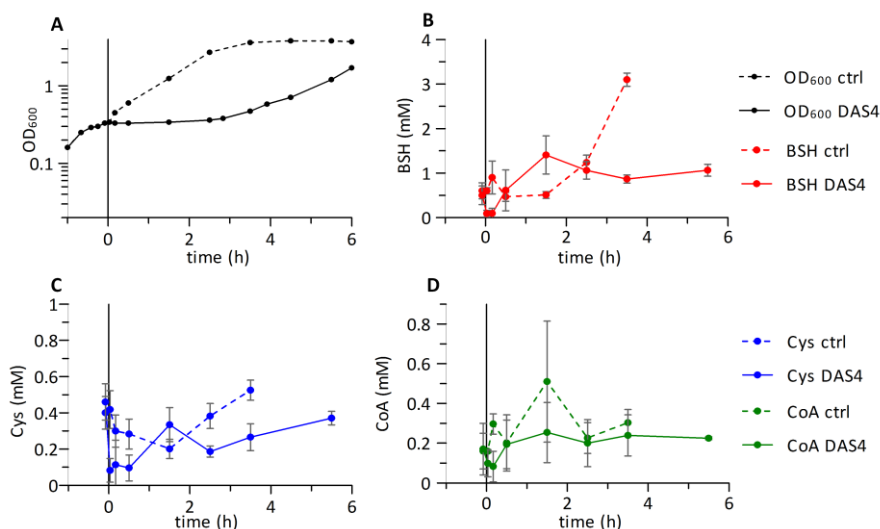 A
1
0.1
OD₆₀₀
0
2
4
6
time (h)
B
4
3
2
1
0
BSH (mM)
0
2
4
6
time (h)
OD₆₀₀ ctrl
OD₆₀₀ DAS4
BSH ctrl
BSH DAS4
C
1
0.8
0.6
0.4
0.2
0
Cys (mM)
0
2
4
6
time (h)
D
0.8
0.6
0.4
0.2
0
CoA (mM)
0
2
4
6
time (h)
Cys ctrl
Cys DAS4
CoA ctrl
CoA DAS4